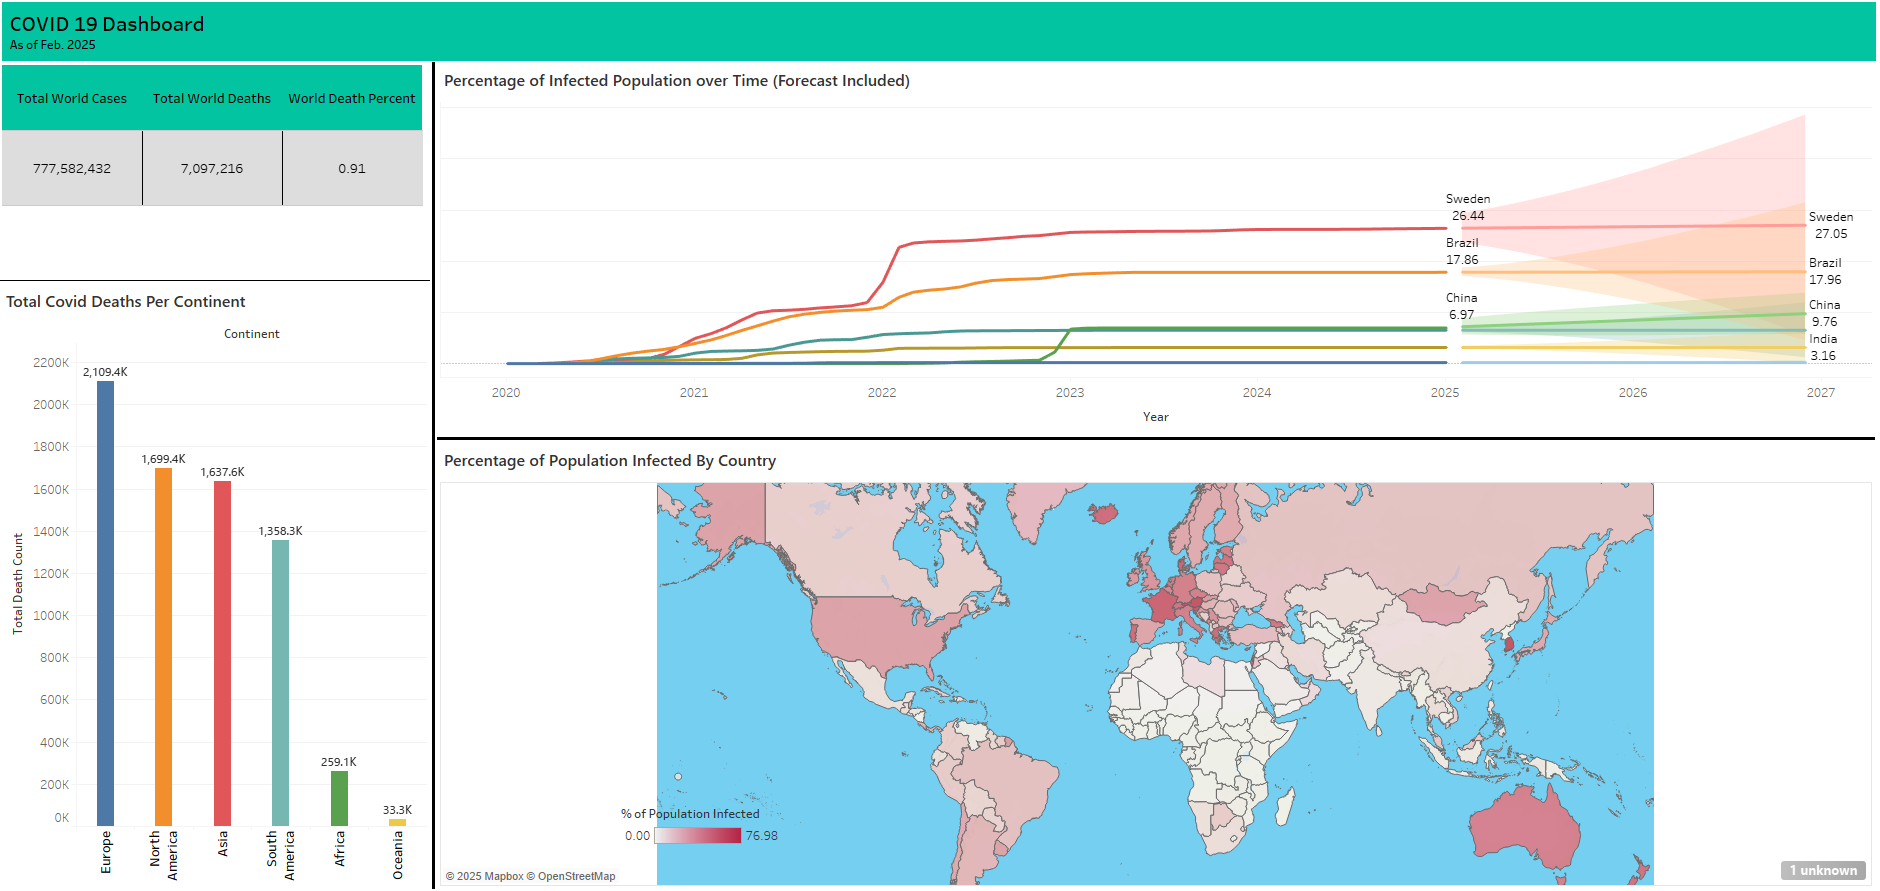 COVID 19 Dashboard
As of Feb. 2025
Total World Cases
Total World Deaths
World Death Percent
777,582,432
7,097,216
0.91
Total Covid Deaths Per Continent
Continent
Total Death Count
2200K
2000K
1800K
1600K
1400K
1200K
1000K
800K
600K
400K
200K
0K
2,109.4K
1,699.4K
1,637.6K
1,358.3K
259.1K
33.3K
Europe
North
America
Asia
South
America
Africa
Oceania
Percentage of Infected Population over Time (Forecast Included)
Sweden
26.44
Brazil
17.86
China
6.97
Sweden
27.05
Brazil
17.96
China
9.76
India
3.16
2020
2021
2022
2023
2024
2025
2026
2027
Year
Percentage of Population Infected By Country
% of Population Infected
0.00
76.98
© 2025 Mapbox © OpenStreetMap
1 unknown